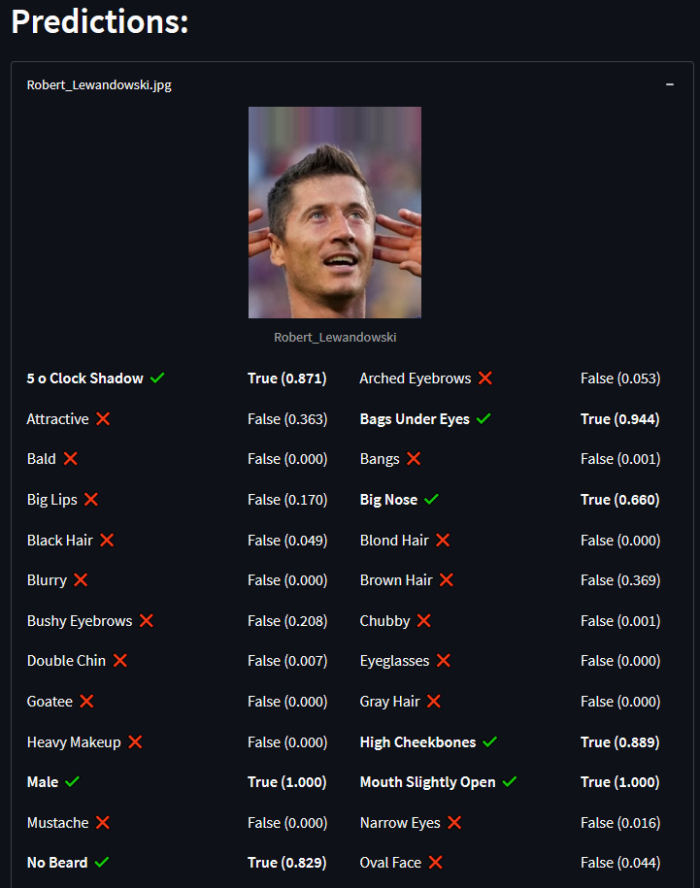 Predictions:
Robert_Lewandowski.jpg
Robert_Lewandowski
5 o Clock Shadow True (0.871) Arched Eyebrows False (0.053)
Attractive False (0.363) Bags Under Eyes True (0.944)
Bald False (0.000) Bangs False (0.001)
Big Lips False (0.170) Big Nose True (0.660)
Black Hair False (0.049) Blond Hair False (0.000)
Blurry False (0.000) Brown Hair False (0.369)
Bushy Eyebrows False (0.208) Chubby False (0.001)
Double Chin False (0.007) Eyeglasses False (0.000)
Goatee False (0.000) Gray Hair False (0.000)
Heavy Makeup False (0.000) High Cheekbones True (0.889)
Male True (1.000) Mouth Slightly Open True (1.000)
Mustache False (0.000) Narrow Eyes False (0.016)
No Beard True (0.829) Oval Face False (0.044)